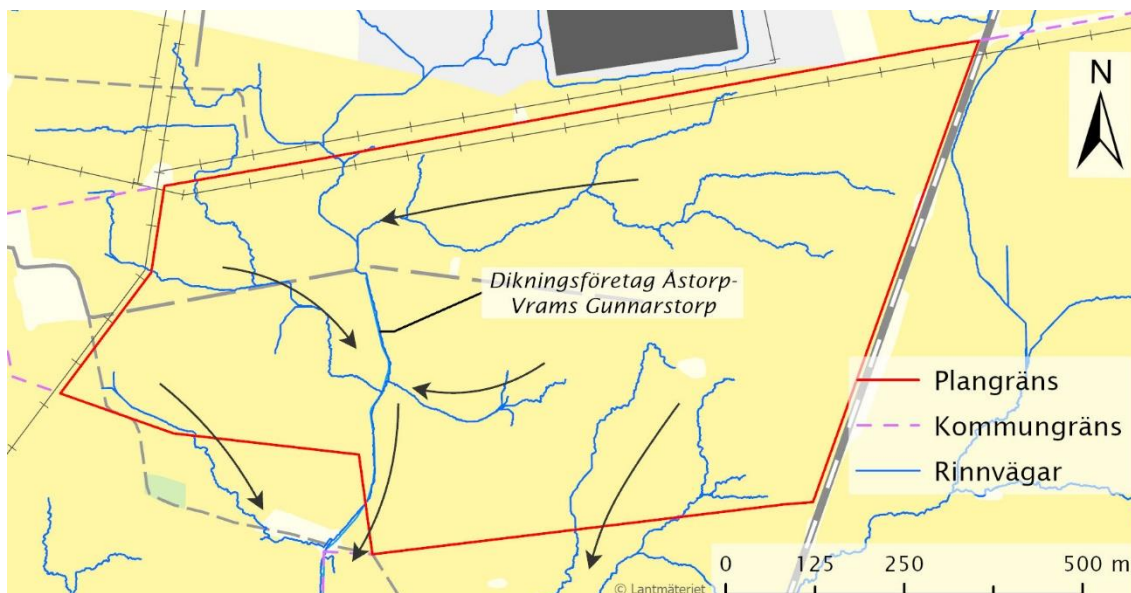 N
Dikningsföretag Åstorp-
Vrams Gunnarstorp
Plangräns
Kommungräns
Rinnvägar
0 125 250 500 m
© Lantmäteriet